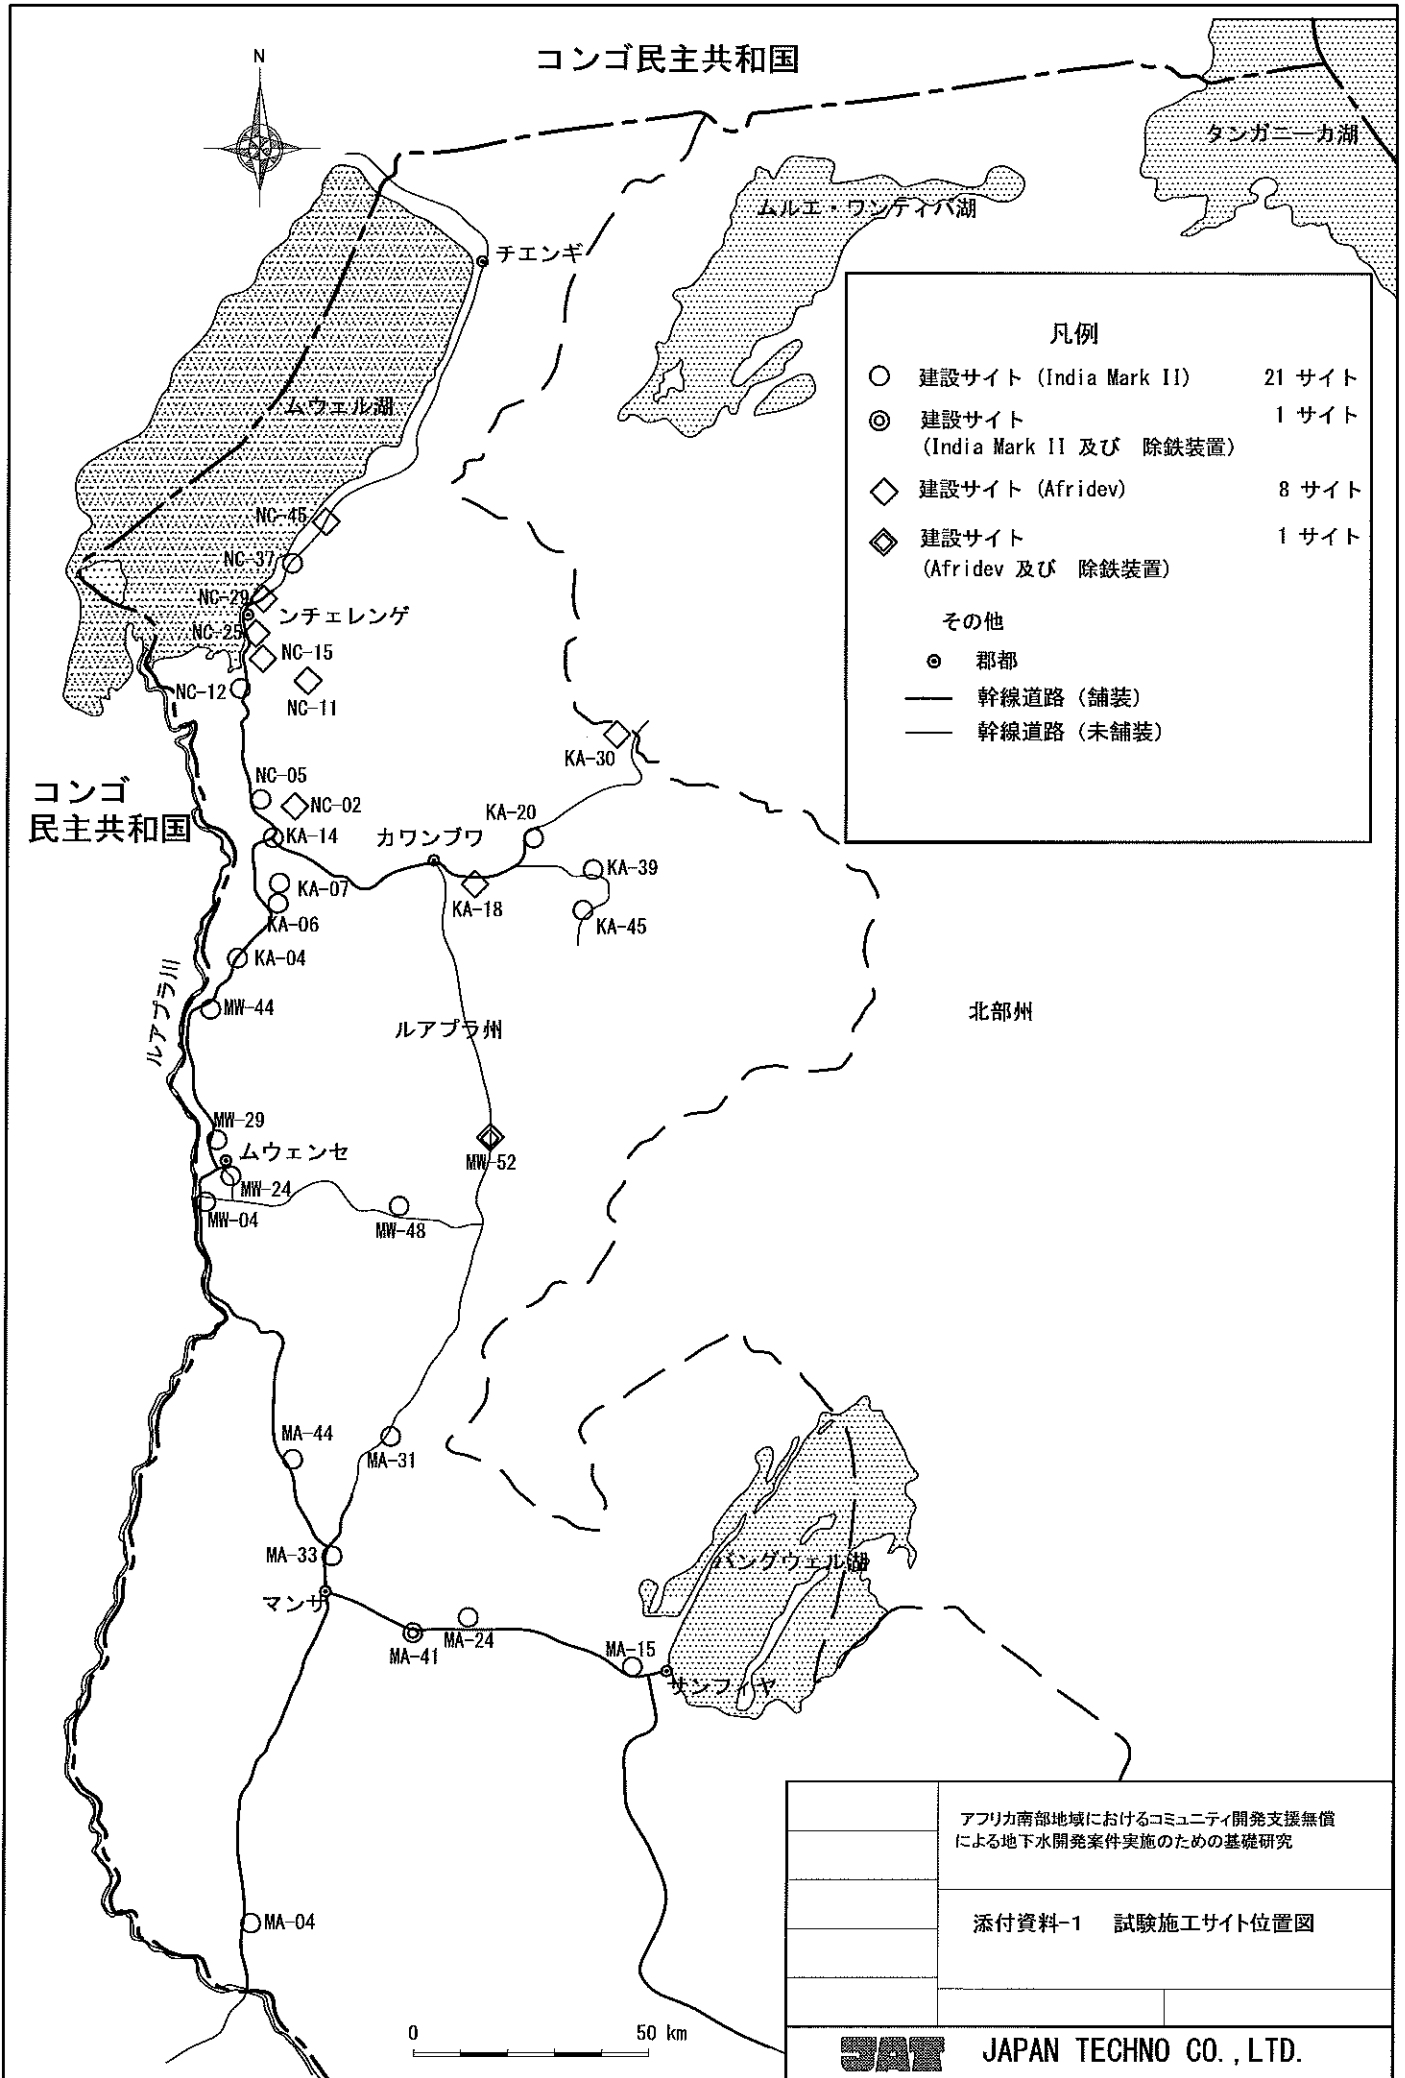 コンゴ民主共和国
N
タンガニーカ湖
ムルエ・ワンティパ湖
チエンギ
凡例
建設サイト (India Mark II) 21 サイト
建設サイト 1 サイト
(India Mark II 及び 除鉄装置)
建設サイト (Afridev) 8 サイト
建設サイト 1 サイト
(Afridev 及び 除鉄装置)
その他
郡都
幹線道路（舗装）
幹線道路（未舗装）
ムウェル湖
NC-45
NC-37
NC-29
ンチェレンゲ
NC-25
NC-15
NC-12
NC-11
KA-30
コンゴ
民主共和国
NC-05
NC-02
KA-20
KA-14
カワンブワ
KA-39
KA-07
KA-18
KA-06
KA-45
KA-04
ルアプラ川
MW-44
ルアプラ州
北部州
MW-29
ムウェンセ
MW-52
MW-24
MW-04
MW-48
MA-44
MA-31
MA-33
バングウェル湖
マンサ
MA-41
MA-24
MA-15
サンフィヤ
MA-04
0 50 km
アフリカ南部地域におけるコミュニティ開発支援無償
による地下水開発案件実施のための基礎研究
添付資料-1 試験施工サイト位置図
JAT JAPAN TECHNO CO.,LTD.